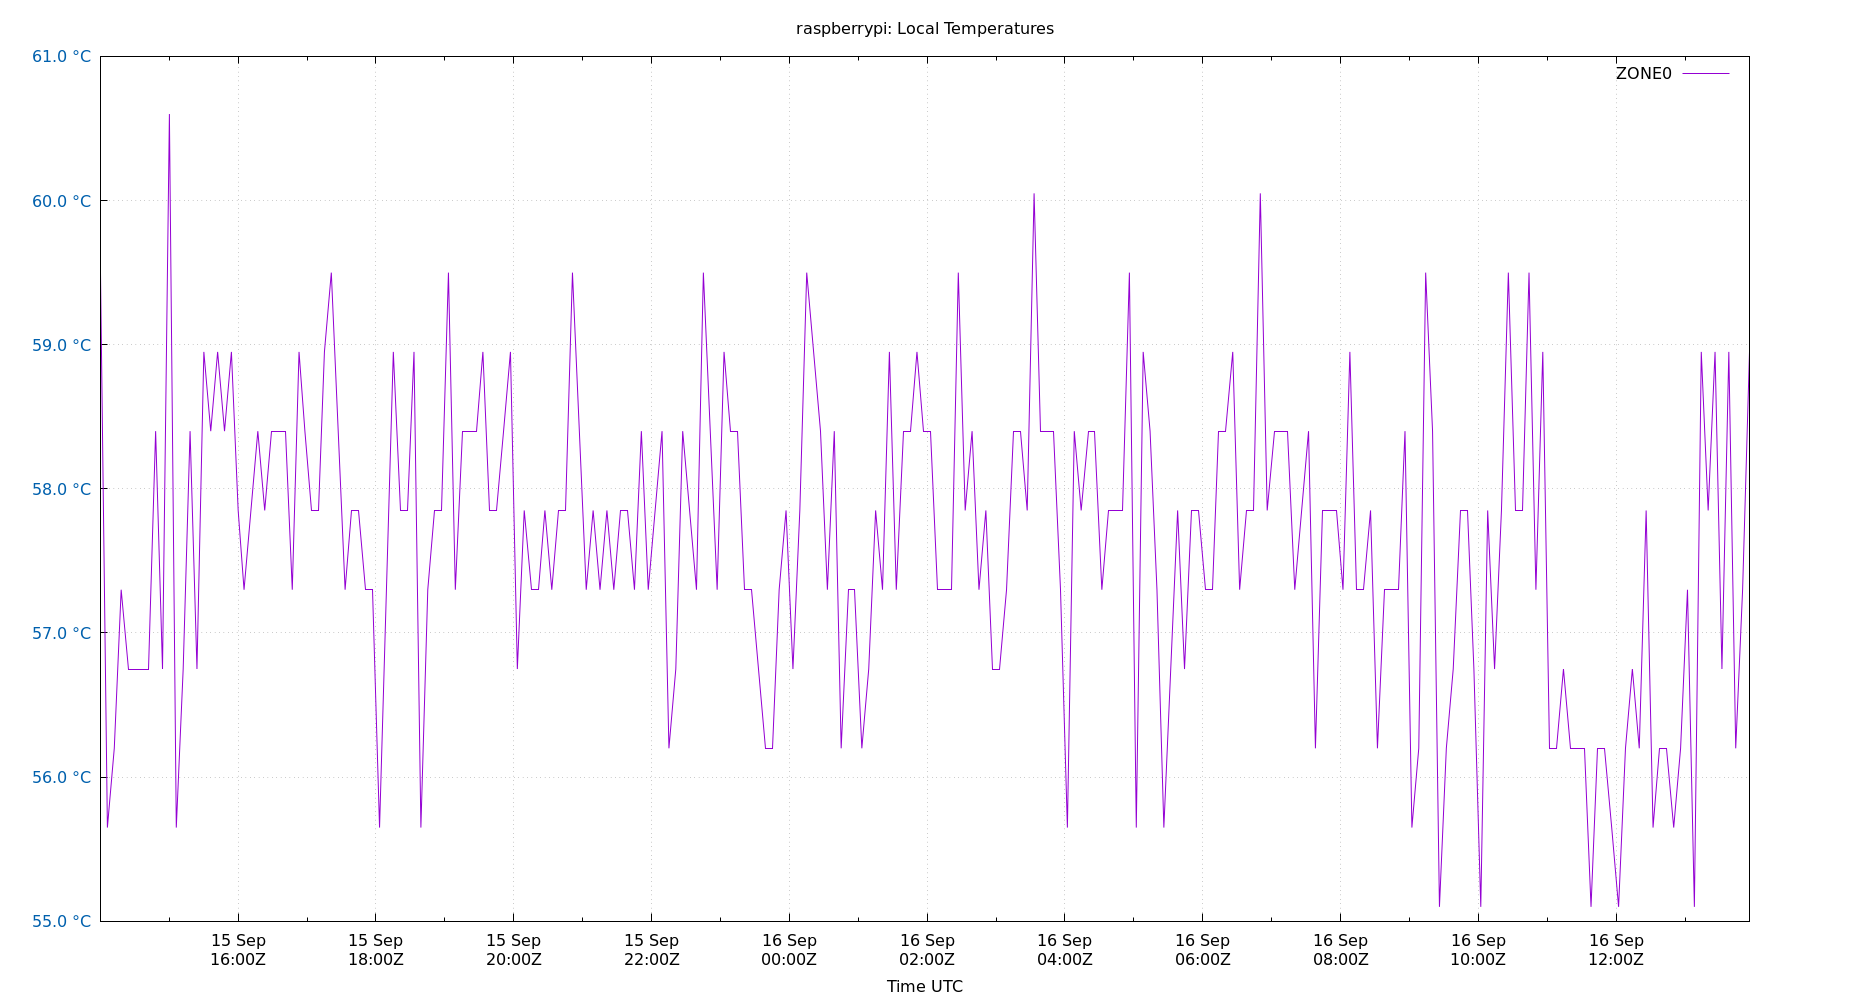 raspberrypi: Local Temperatures
61.0 °C
ZONE0
60.0 °C
59.0 °C
58.0 °C
57.0 °C
56.0 °C
55.0 °C
15 Sep 15 Sep 15 Sep 15 Sep 16 Sep 16 Sep 16 Sep 16 Sep 16 Sep 16 Sep 16 Sep
16:00Z 18:00Z 20:00Z 22:00Z 00:00Z 02:00Z 04:00Z 06:00Z 08:00Z 10:00Z 12:00Z
Time UTC